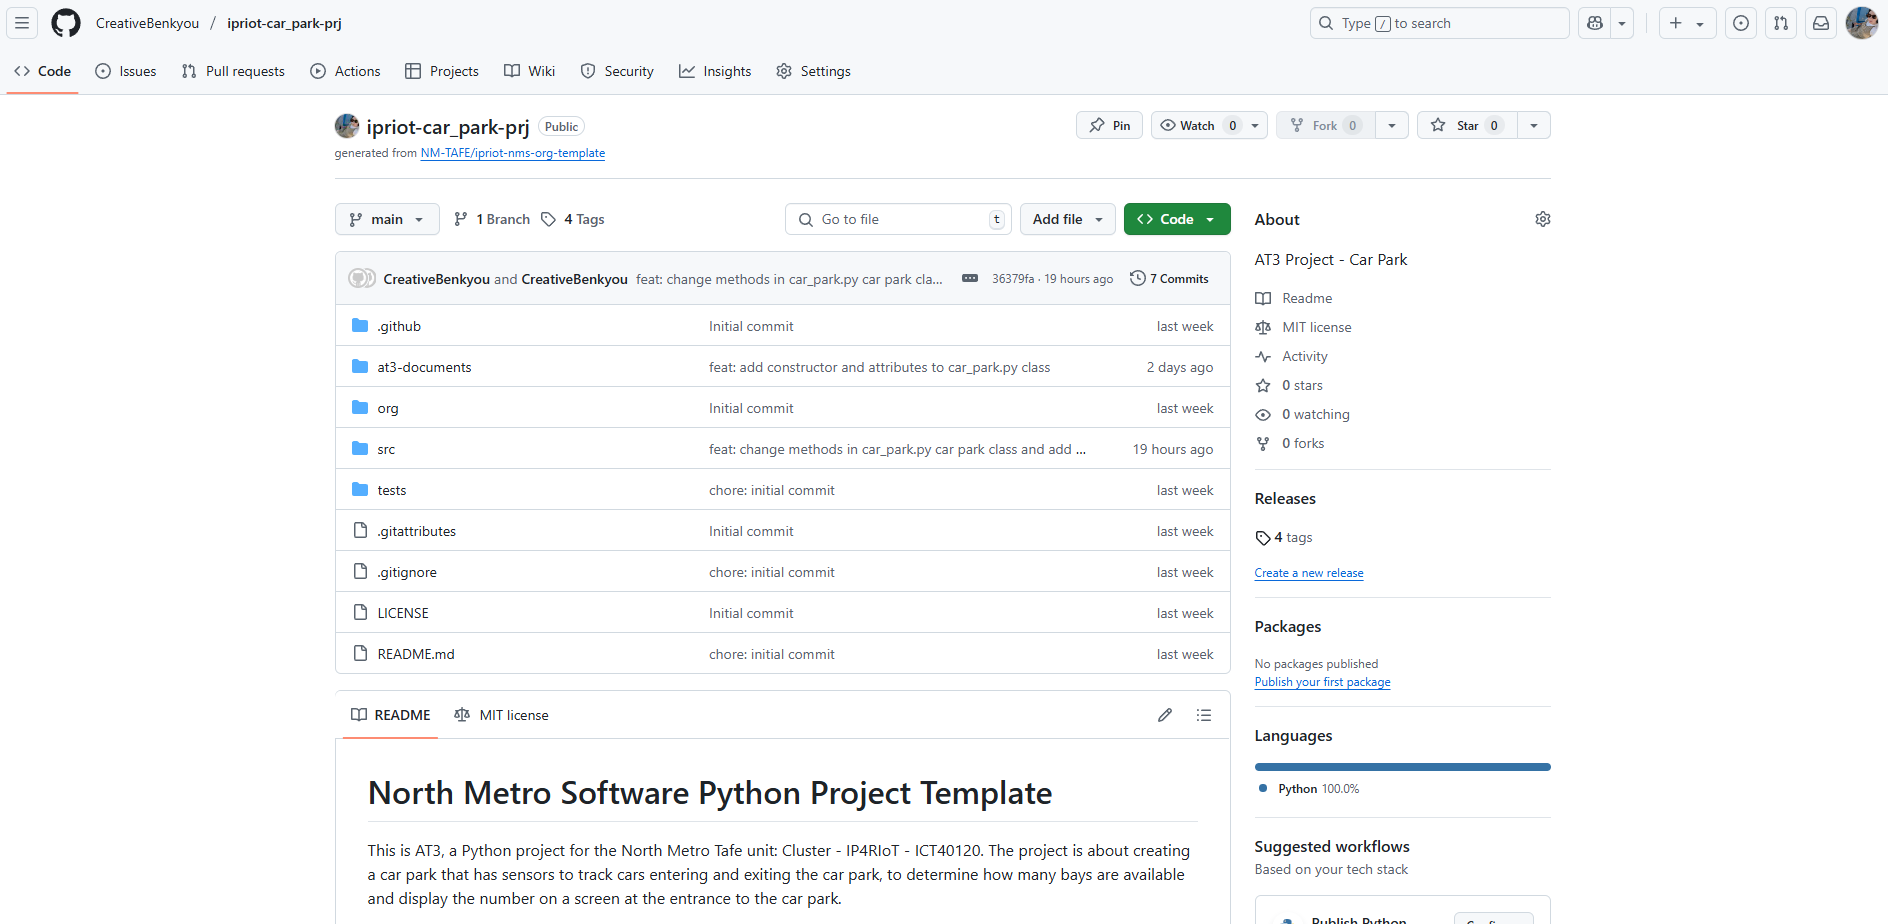 CreativeBenkyou / ipriot-car_park-prj
Type / to search
Code Issues Pull requests Actions Projects Wiki Security Insights Settings
ipriot-car_park-prj Public
generated from NM-TAFE/ipriot-nms-org-template
Pin Watch 0 Fork 0 Star 0
main 1 Branch 4 Tags
Go to file t Add file Code
CreativeBenkyou and CreativeBenkyou feat: change methods in car_park.py car park cla... 36379fa · 19 hours ago 7 Commits
.github Initial commit last week
at3-documents feat: add constructor and attributes to car_park.py class 2 days ago
org Initial commit last week
src feat: change methods in car_park.py car park class and add ... 19 hours ago
tests chore: initial commit last week
.gitattributes Initial commit last week
.gitignore chore: initial commit last week
LICENSE Initial commit last week
README.md chore: initial commit last week
README MIT license
North Metro Software Python Project Template
This is AT3, a Python project for the North Metro Tafe unit: Cluster - IP4RIoT - ICT40120. The project is about creating
a car park that has sensors to track cars entering and exiting the car park, to determine how many bays are available
and display the number on a screen at the entrance to the car park.
About
AT3 Project - Car Park
Readme
MIT license
Activity
0 stars
0 watching
0 forks
Releases
4 tags
Create a new release
Packages
No packages published
Publish your first package
Languages
Python 100.0%
Suggested workflows
Based on your tech stack
Publish Python